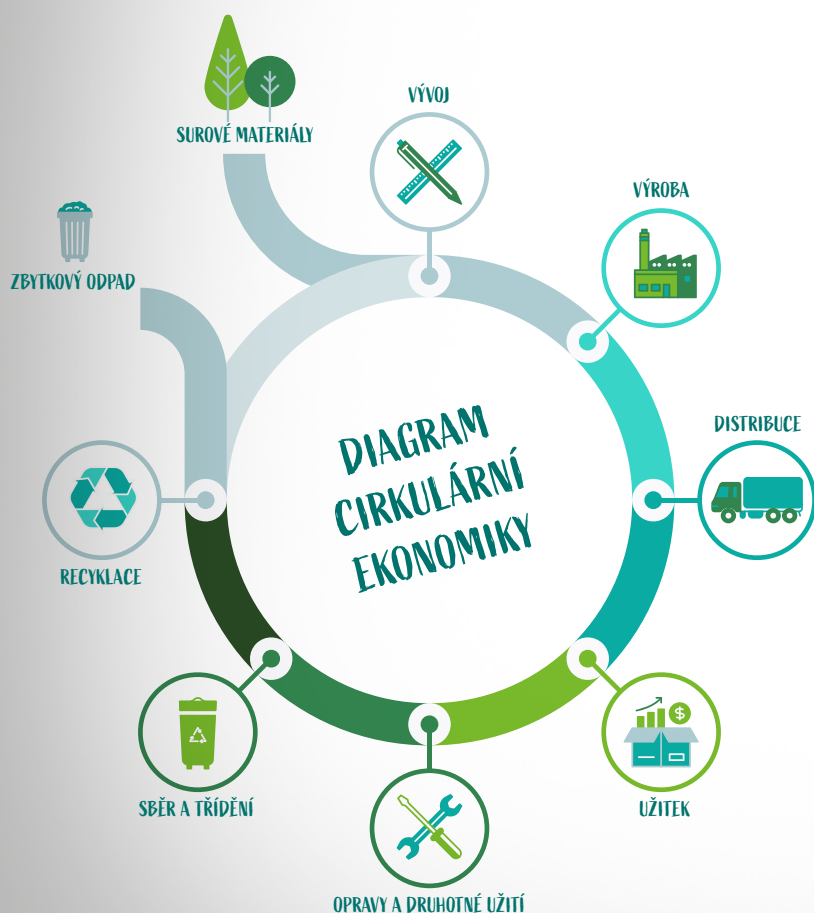 SUROVÉ MATERIÁLY
VÝVOJ
VÝROBA
ZBYTKOVÝ ODPAD
DIAGRAM
CIRKULÁRNÍ
EKONOMIKY
DISTRIBUCE
RECYKLACE
UŽITEK
SBĚR A TŘÍDĚNÍ
OPRAVY A DRUHOTNÉ UŽITÍ
$